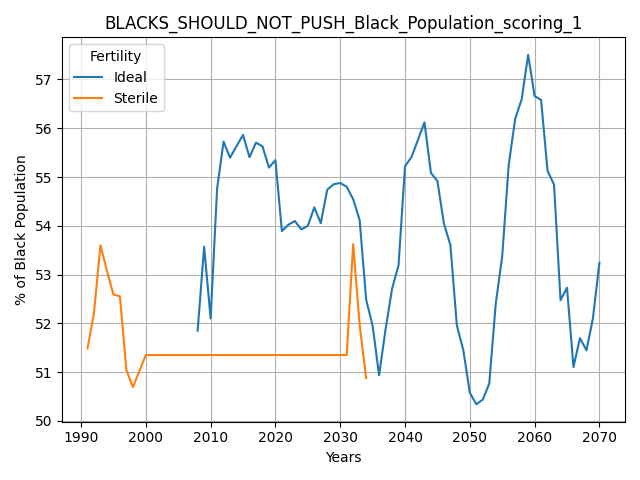 BLACKS_SHOULD_NOT_PUSH_Black_Population_scoring_1
Fertility
Ideal
Sterile
57
56
55
54
53
52
51
50
% of Black Population
1990 2000 2010 2020 2030 2040 2050 2060 2070
Years